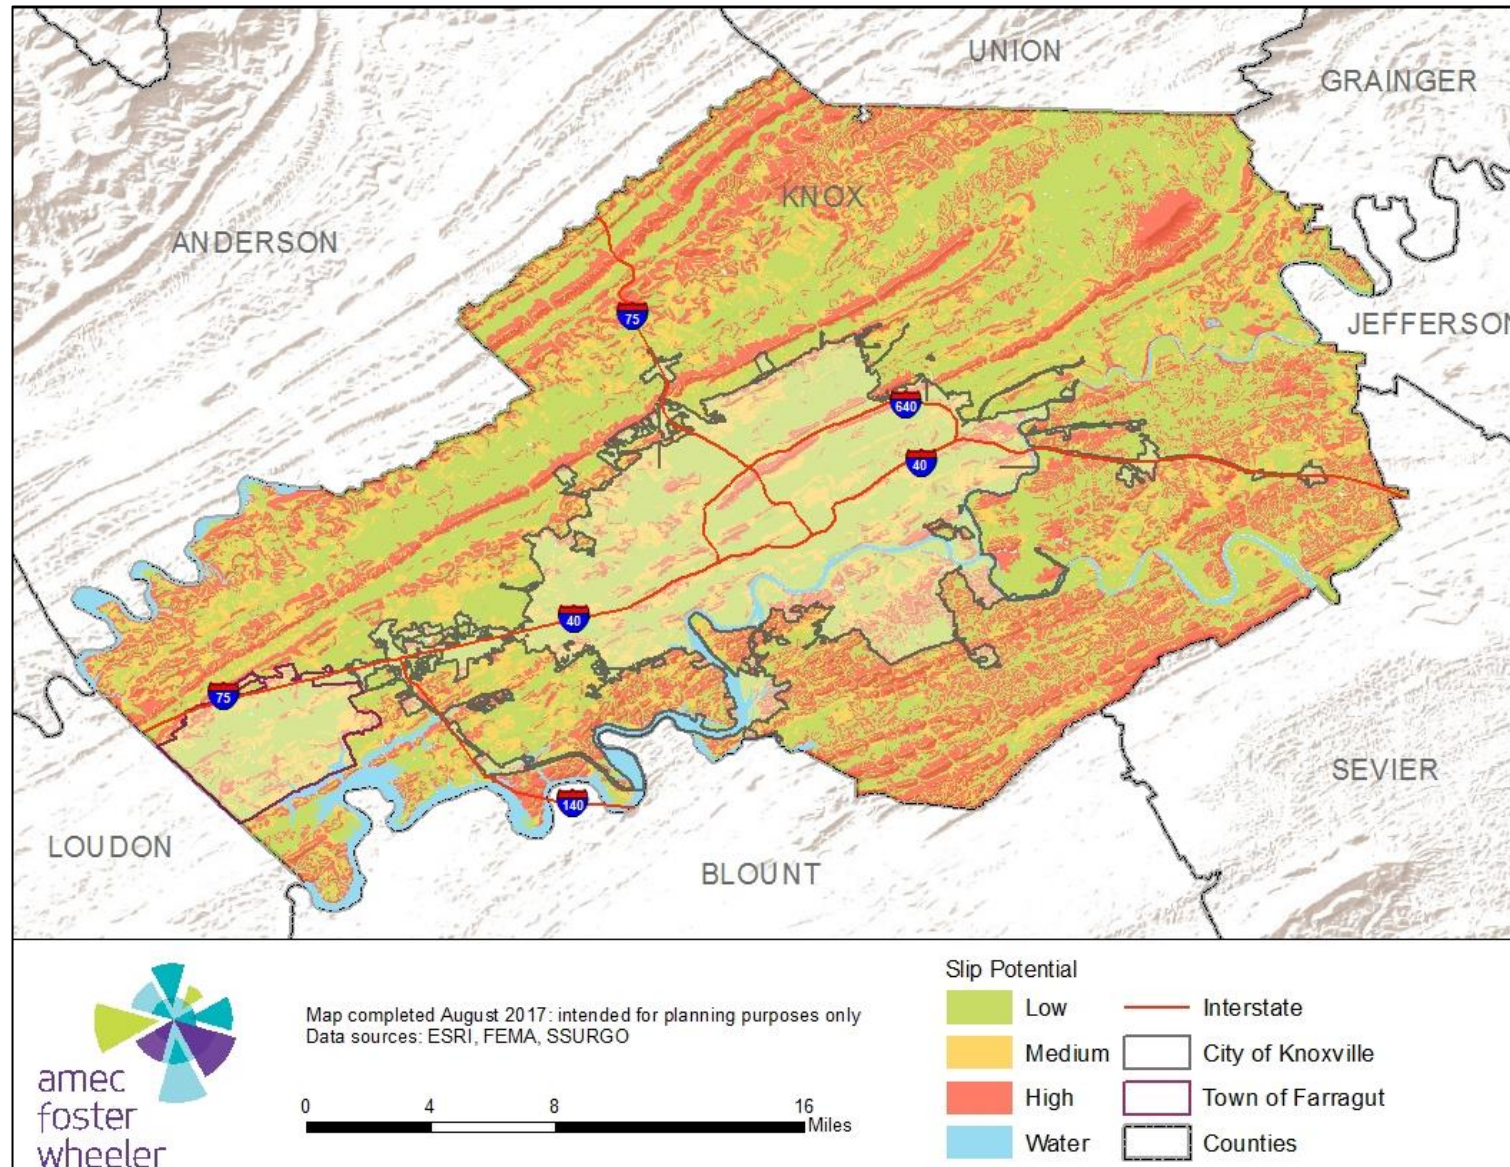 UNION
GRAINGER
KNOX
ANDERSON
75
JEFFERSON
640
40
40
75
SEVIER
140
LOUDON
BLOUNT
Slip Potential
Low
Interstate
Medium
City of Knoxville
High
Town of Farragut
Water
Counties
Map completed August 2017: intended for planning purposes only
Data sources: ESRI, FEMA, SSURGO
0 4 8 16
Miles
amec
foster
wheeler